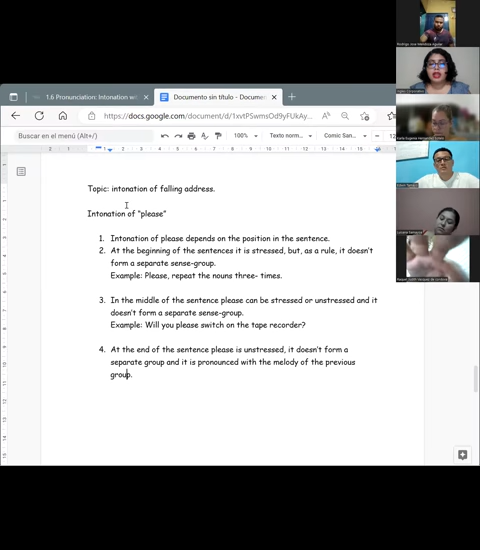 1.6 Pronunciation: Intonation wi
Documento sin título - Docume
https://docs.google.com/document/d/1xvtPSwmsOd9yFUkAy...
Buscar en el menú (Alt+/)
100%
Texto norm...
Comic San...
Topic: intonation of falling address.
Intonation of "please"
1. Intonation of please depends on the position in the sentence.
2. At the beginning of the sentences it is stressed, but, as a rule, it doesn't
form a separate sense-group.
Example: Please, repeat the nouns three- times.
3. In the middle of the sentence please can be stressed or unstressed and it
doesn't form a separate sense-group.
Example: Will you please switch on the tape recorder?
4. At the end of the sentence please is unstressed, it doesn't form a
separate group and it is pronounced with the melody of the previous
group.